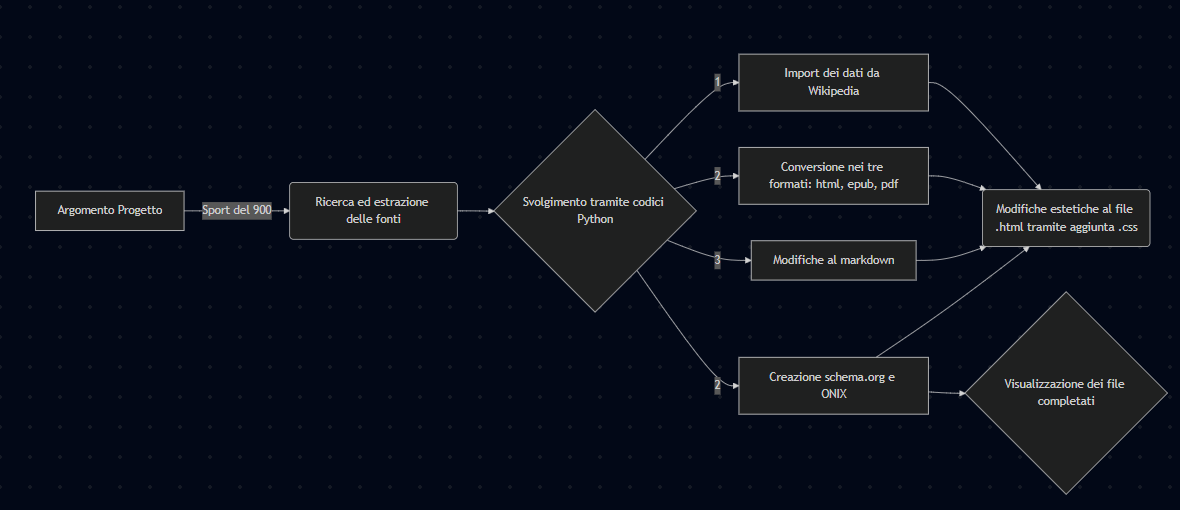 Argomento Progetto
Sport del 900
Ricerca ed estrazione
delle fonti
Svolgimento tramite codici
Python
1
Import dei dati da
Wikipedia
2
Conversione nei tre
formati: html, epub, pdf
3
Modifiche al markdown
2
Creazione schema.org e
ONIX
Modifiche estetiche al file
.html tramite aggiunta .css
Visualizzazione dei file
completati